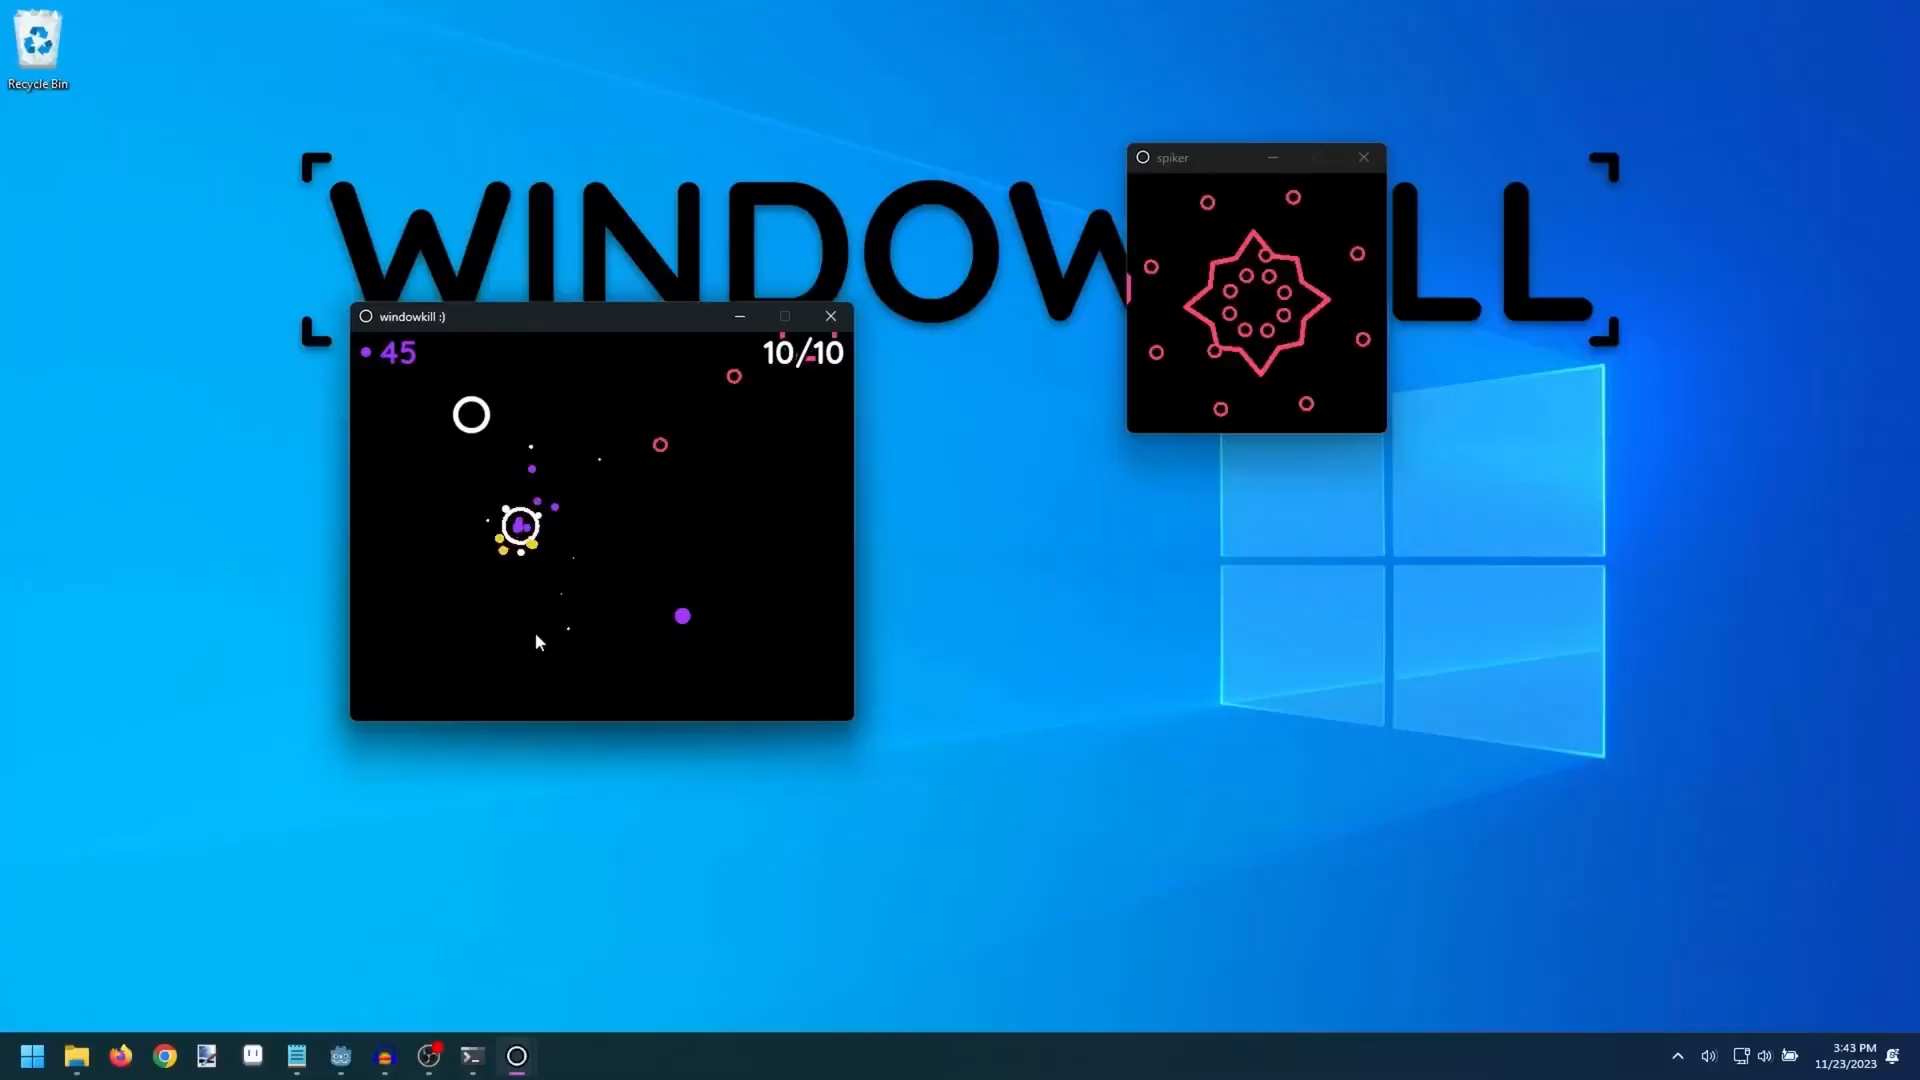 Recycle Bin
WINDOW LL
spiker
windowkill :)
45
10/10
3:43 PM
11/23/2023